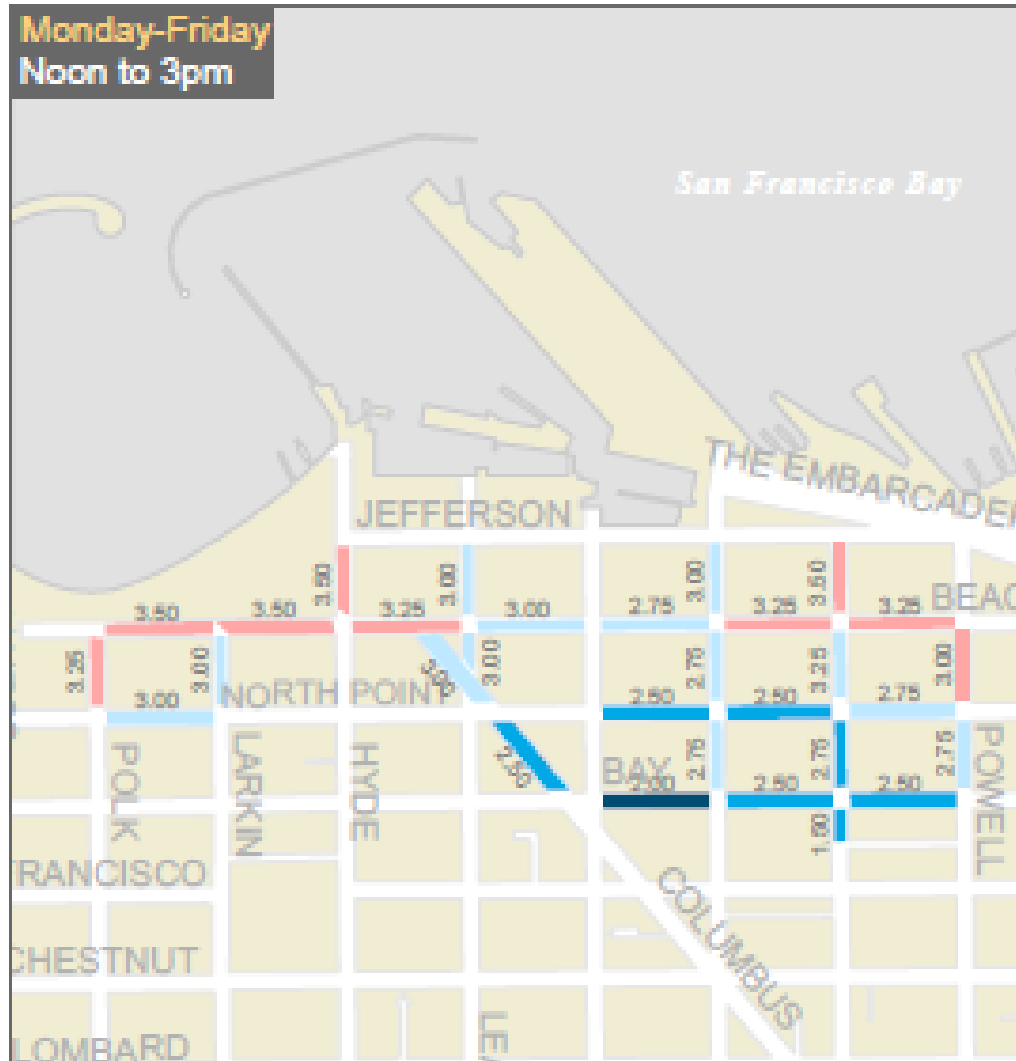 Monday-Friday
Noon to 3pm
San Francisco Bay
THE EMBARCADER
JEFFERSON
3.50
3.50
3.50
3.25
3.00
3.00
2.75
3.00
3.25
3.50
3.25
BEAC
3.00
3.00
3.00
2.75
3.25
3.00
3.00
NORTH POINT
2.50
2.50
2.75
POLK
LARKIN
HYDE
2.50
BAY
2.00
2.75
2.50
2.75
2.50
2.75
POWELL
1.50
FRANCISCO
COLUMBUS
CHESTNUT
LOMBARD
LEA